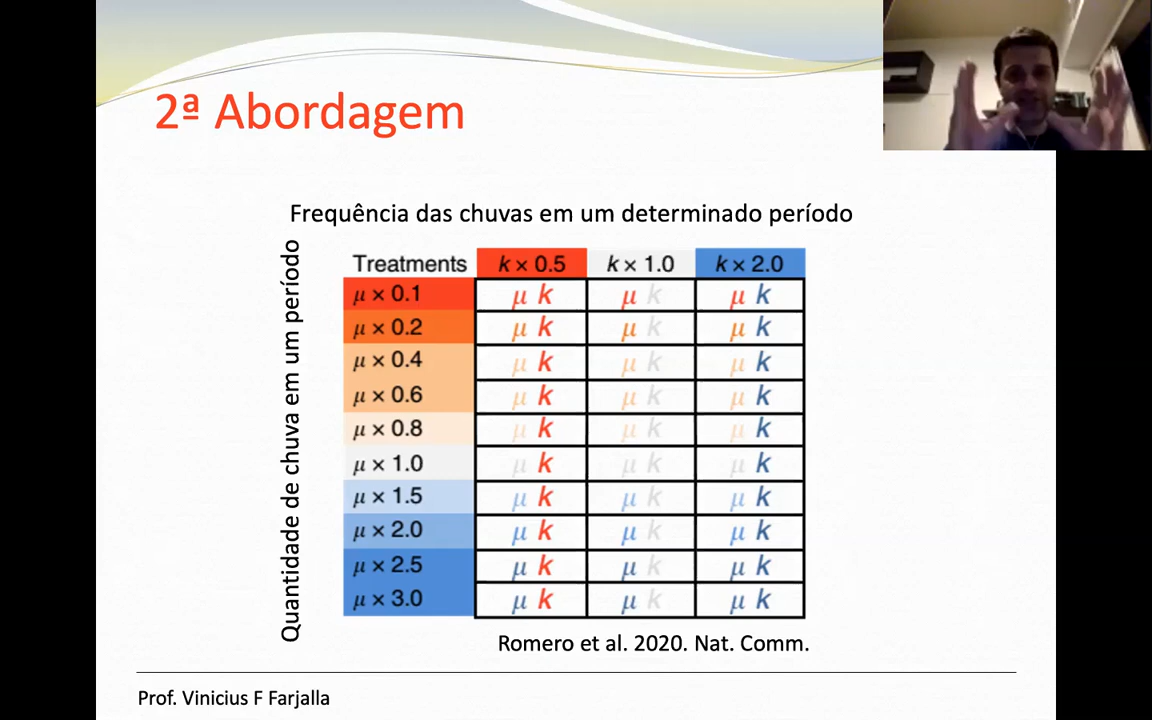 2ª Abordagem
Frequência das chuvas em um determinado período
Quantidade de chuva em um período
Treatments k × 0.5 k × 1.0 k × 2.0
μ × 0.1 μ k μ k μ k
μ × 0.2 μ k μ k μ k
μ × 0.4 μ k μ k μ k
μ × 0.6 μ k μ k μ k
μ × 0.8 μ k μ k μ k
μ × 1.0 μ k μ k μ k
μ × 1.5 μ k μ k μ k
μ × 2.0 μ k μ k μ k
μ × 2.5 μ k μ k μ k
μ × 3.0 μ k μ k μ k
Romero et al. 2020. Nat. Comm.
Prof. Vinicius F Farjalla